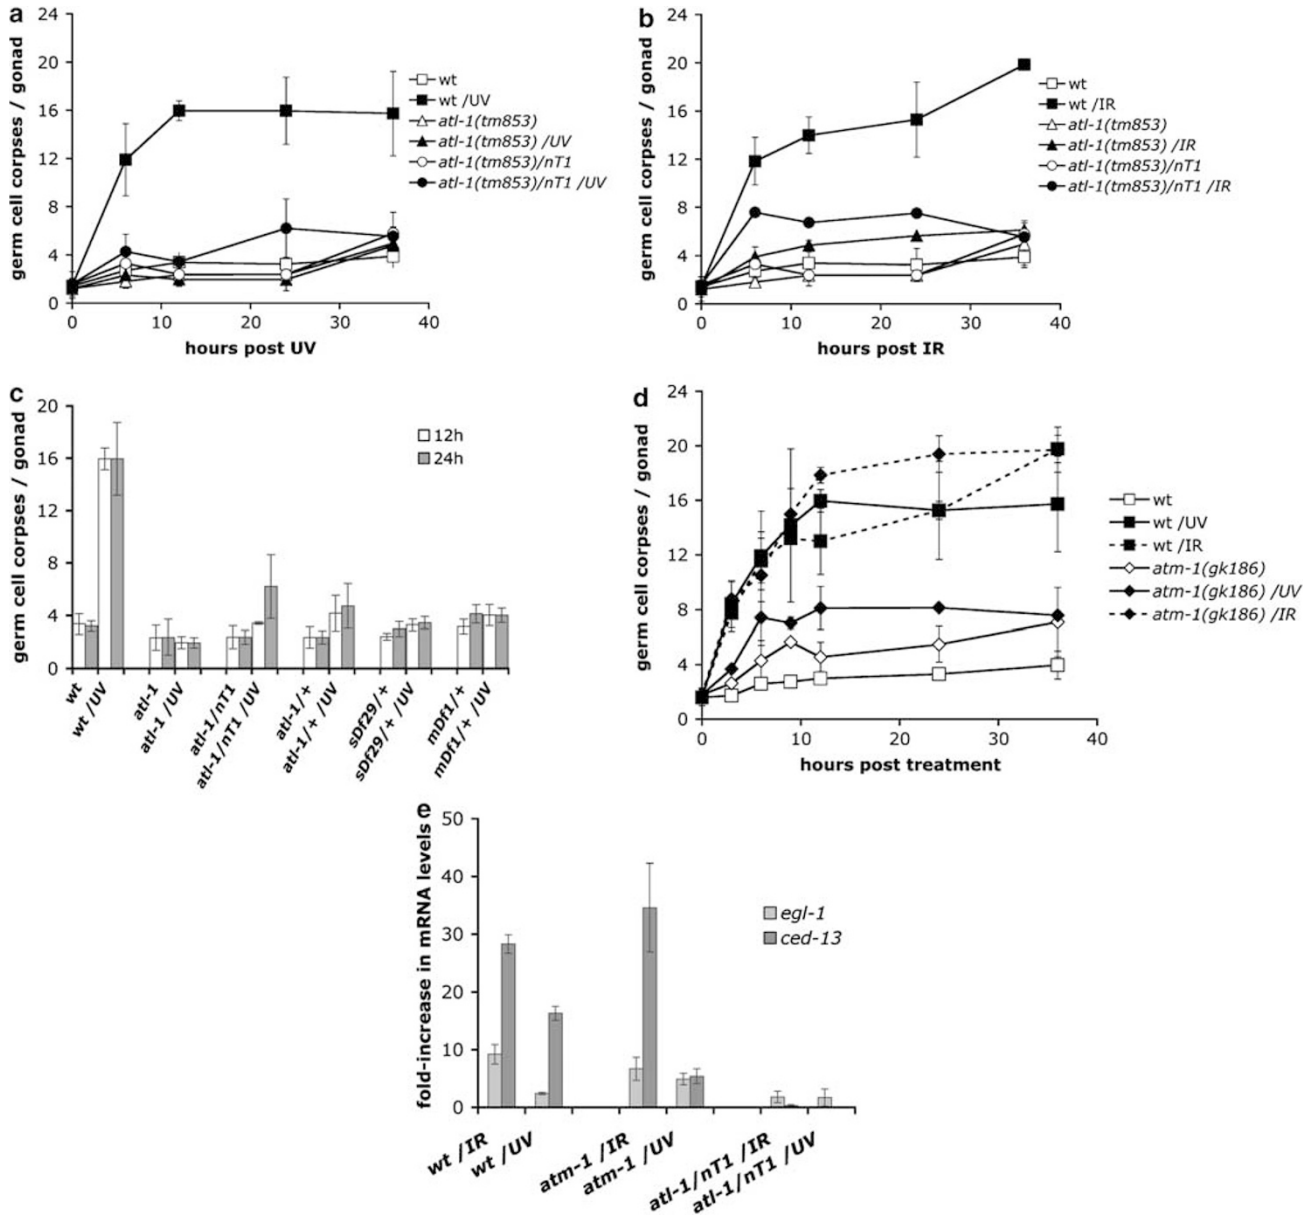 a
germ cell corpses / gonad
24
20
16
12
8
4
0
0
10
20
30
40
hours post UV
wt
wt /UV
atl-1(tm853)
atl-1(tm853) /UV
atl-1(tm853)/nT1
atl-1(tm853)/nT1 /UV
b
germ cell corpses / gonad
24
20
16
12
8
4
0
0
10
20
30
40
hours post IR
wt
wt /IR
atl-1(tm853)
atl-1(tm853) /IR
atl-1(tm853)/nT1
atl-1(tm853)/nT1 /IR
c
germ cell corpses / gonad
20
16
12
8
4
0
12h
24h
wt
wt /UV
atl-1
atl-1 /UV
atl-1/nT1
atl-1/nT1 /UV
atl-1/+
atl-1/+ /UV
sDf29/+
sDf29/+ /UV
mDf1/+
mDf1/+ /UV
d
germ cell corpses / gonad
24
20
16
12
8
4
0
0
10
20
30
40
hours post treatment
wt
wt /UV
wt /IR
atm-1(gk186)
atm-1(gk186) /UV
atm-1(gk186) /IR
e
fold-increase in mRNA levels
50
40
30
20
10
0
egl-1
ced-13
wt /IR
wt /UV
atm-1 /IR
atm-1 /UV
atl-1/nT1 /IR
atl-1/nT1 /UV